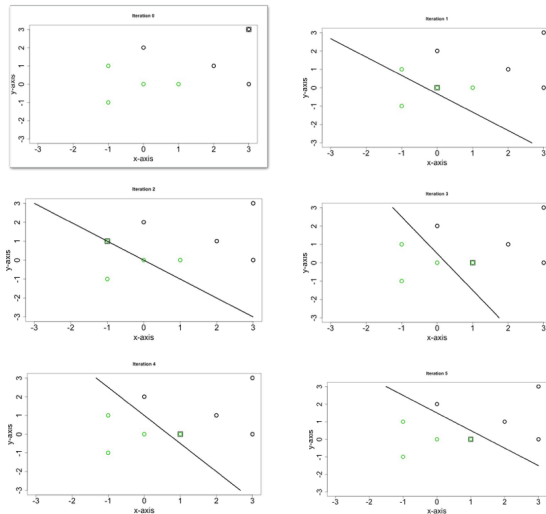 Iteration 0
3
2
1
0
-1
-2
-3
y-axis
-3 -2 -1 0 1 2 3
x-axis
Iteration 1
3
2
1
0
-1
-2
-3
y-axis
-3 -2 -1 0 1 2 3
x-axis
Iteration 2
3
2
1
0
-1
-2
-3
y-axis
-3 -2 -1 0 1 2 3
x-axis
Iteration 3
3
2
1
0
-1
-2
-3
y-axis
-3 -2 -1 0 1 2 3
x-axis
Iteration 4
3
2
1
0
-1
-2
-3
y-axis
-3 -2 -1 0 1 2 3
x-axis
Iteration 5
3
2
1
0
-1
-2
-3
y-axis
-3 -2 -1 0 1 2 3
x-axis